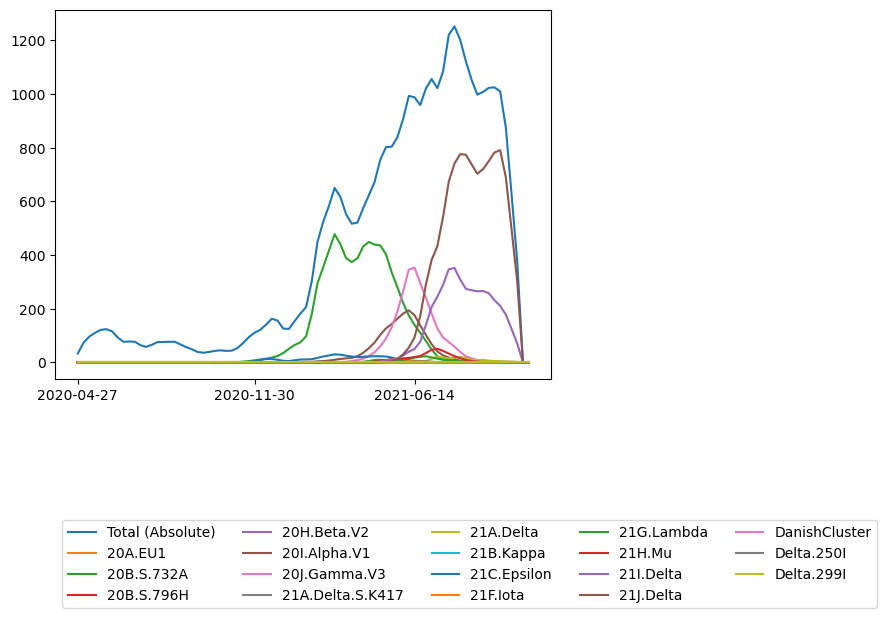 1200
1000
800
600
400
200
0
2020-04-27 2020-11-30 2021-06-14
Total (Absolute) 20H.Beta.V2 21A.Delta 21G.Lambda DanishCluster
20A.EU1 20I.Alpha.V1 21B.Kappa 21H.Mu Delta.250I
20B.S.732A 20J.Gamma.V3 21C.Epsilon 21I.Delta Delta.299I
20B.S.796H 21A.Delta.S.K417 21F.Iota 21J.Delta